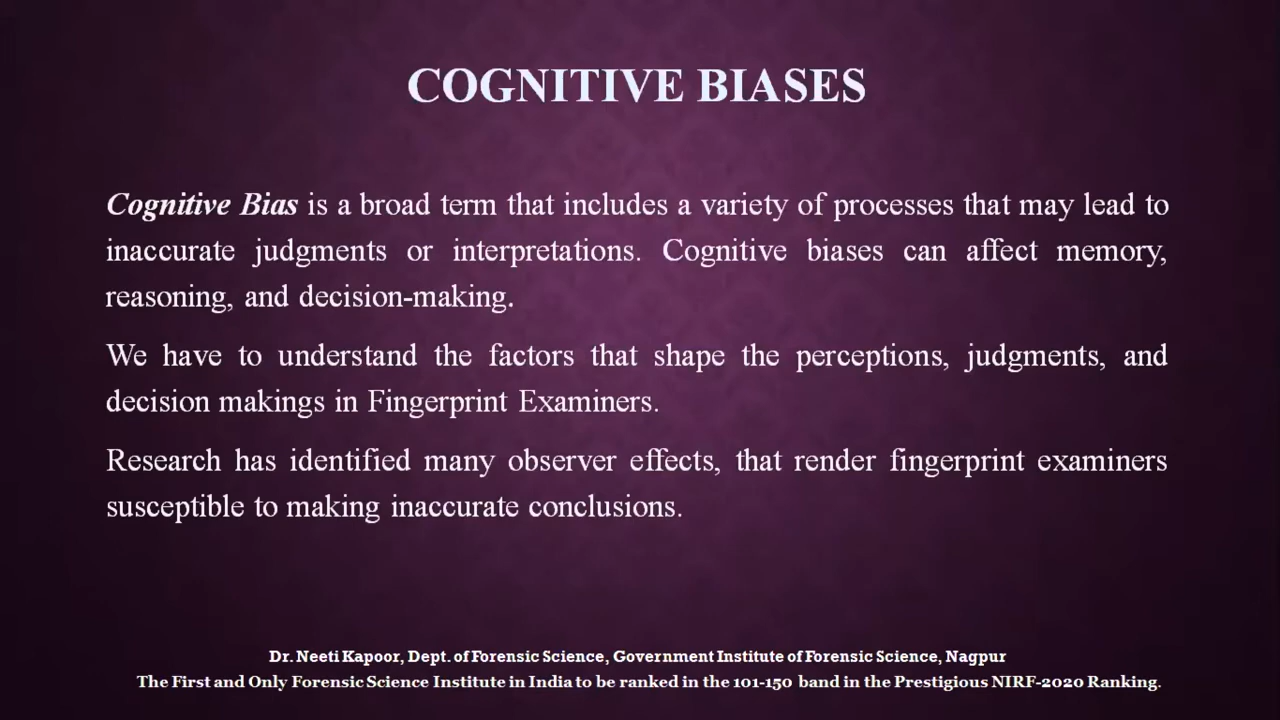 COGNITIVE BIASES
Cognitive Bias is a broad term that includes a variety of processes that may lead to
inaccurate judgments or interpretations. Cognitive biases can affect memory,
reasoning, and decision-making.
We have to understand the factors that shape the perceptions, judgments, and
decision makings in Fingerprint Examiners.
Research has identified many observer effects, that render fingerprint examiners
susceptible to making inaccurate conclusions.
Dr. Neeti Kapoor, Dept. of Forensic Science, Government Institute of Forensic Science, Nagpur
The First and Only Forensic Science Institute in India to be ranked in the 101-150 band in the Prestigious NIRF-2020 Ranking.